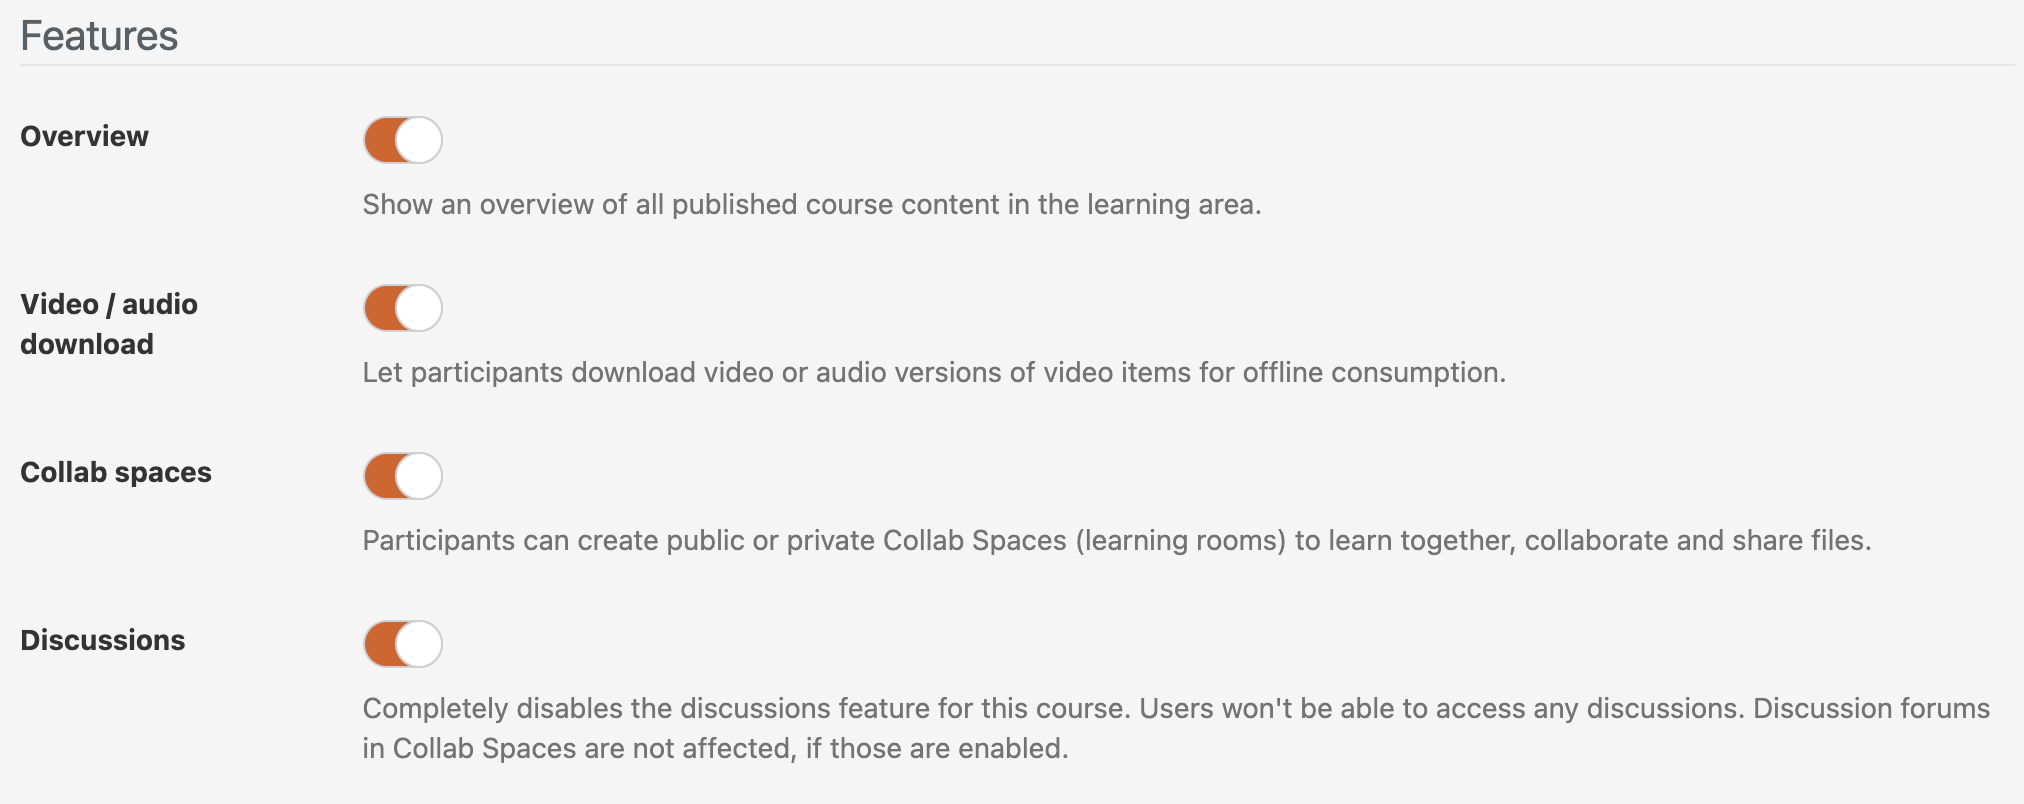 Features
Overview
Show an overview of all published course content in the learning area.
Video / audio
download
Let participants download video or audio versions of video items for offline consumption.
Collab spaces
Participants can create public or private Collab Spaces (learning rooms) to learn together, collaborate and share files.
Discussions
Completely disables the discussions feature for this course. Users won't be able to access any discussions. Discussion forums
in Collab Spaces are not affected, if those are enabled.